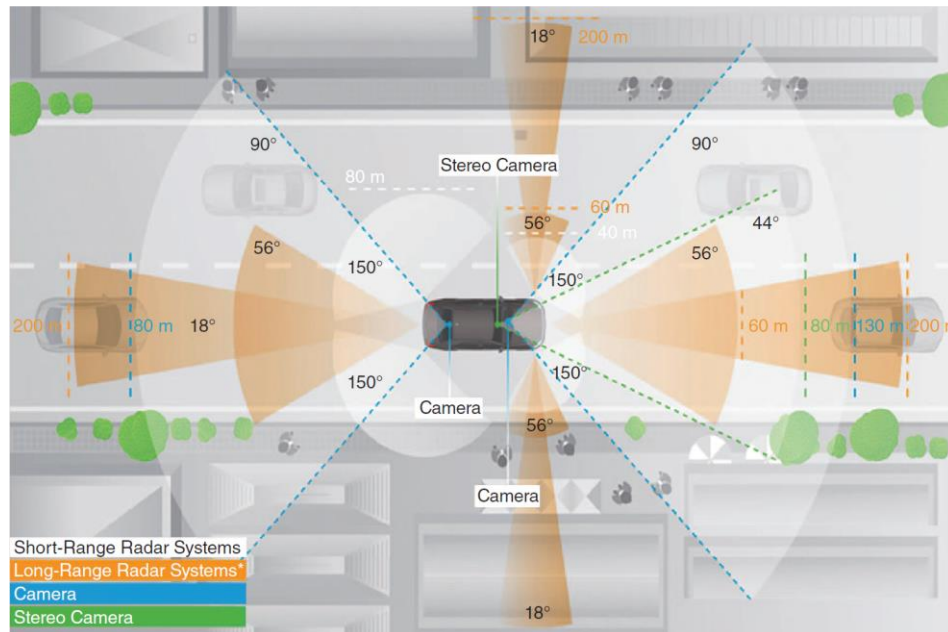 18°
200 m
90°
90°
Stereo Camera
80 m
60 m
44°
56°
40 m
56°
56°
150°
150°
200 m
80 m
18°
60 m
80 m
130 m
200 m
150°
150°
Camera
56°
Camera
Short-Range Radar Systems
Long-Range Radar Systems*
Camera
Stereo Camera
18°